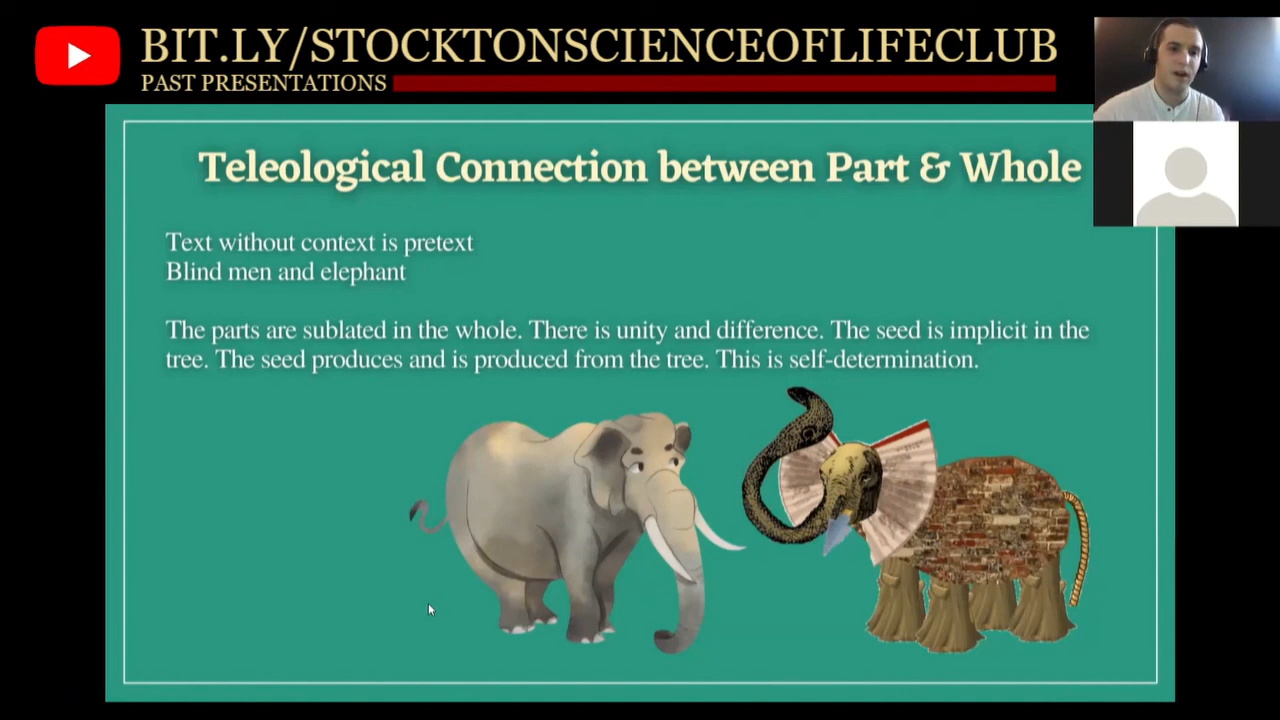 BIT.LY/STOCKTONSCIENCEOFLIFECLUB
PAST PRESENTATIONS
Teleological Connection between Part & Whole
Text without context is pretext
Blind men and elephant
The parts are sublated in the whole. There is unity and difference. The seed is implicit in the
tree. The seed produces and is produced from the tree. This is self-determination.